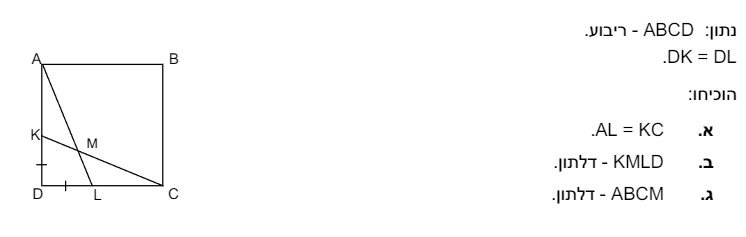 נתון: ABCD - ריבוע.
DK = DL.
הוכיחו:
א. AL = KC.
ב. KMLD - דלתון.
ג. ABCM - דלתון.
A B
K M
D L C